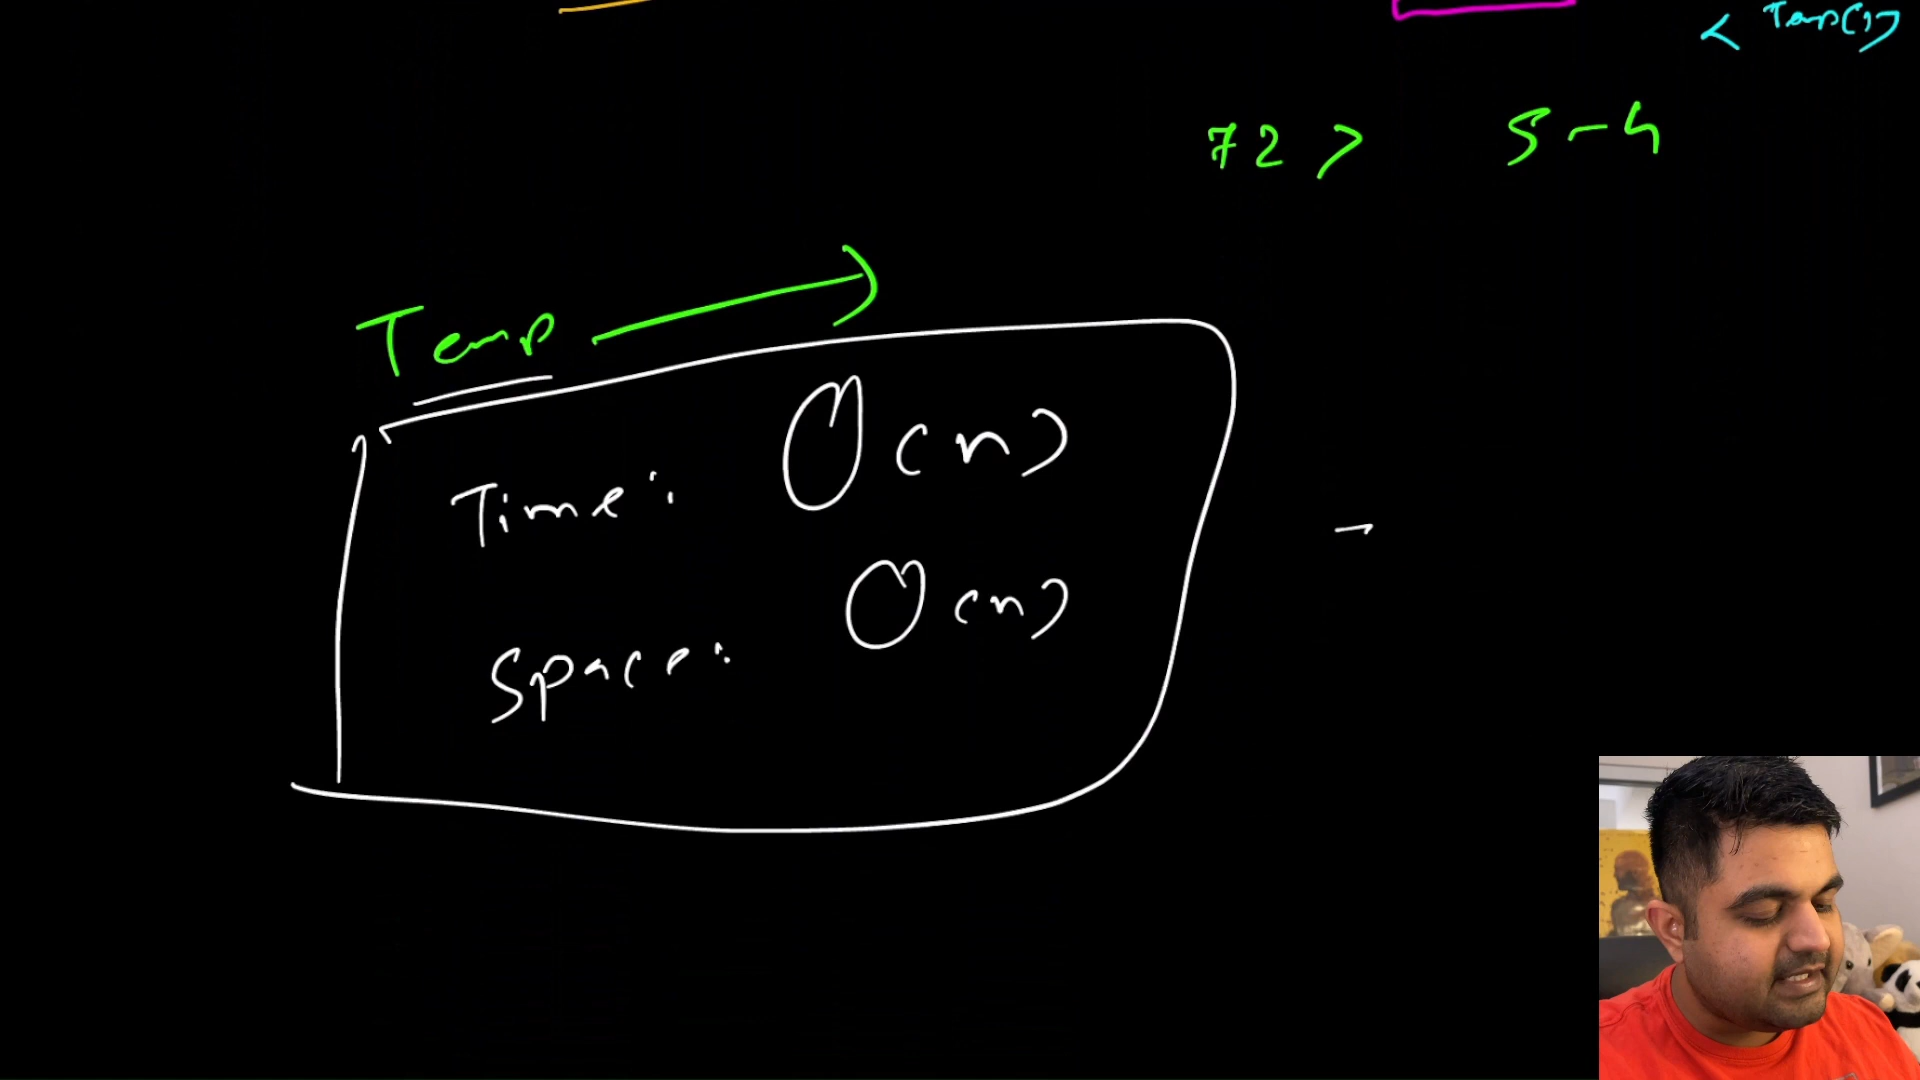 < Temp(i)
72 > 5-4
Temp →
Time: O(n)
Space: O(n)